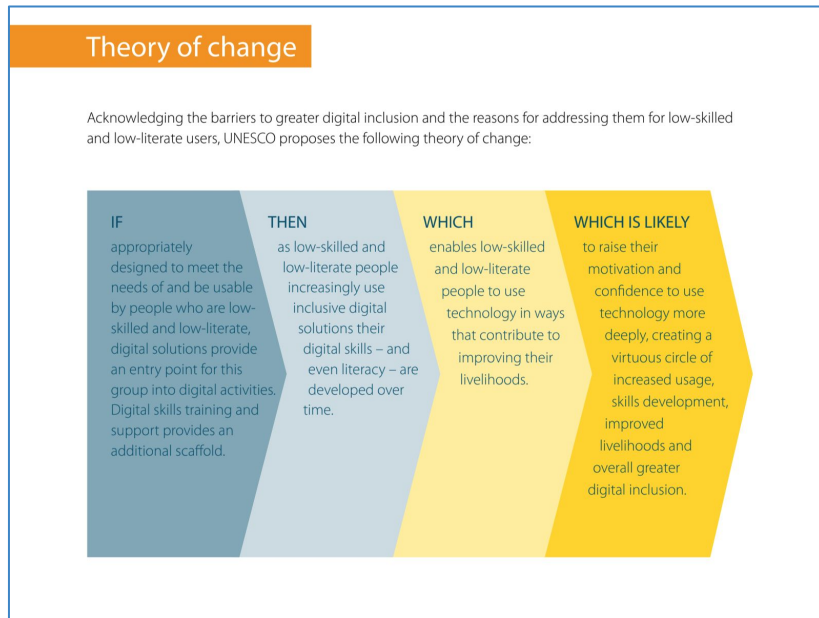 Theory of change
Acknowledging the barriers to greater digital inclusion and the reasons for addressing them for low-skilled
and low-literate users, UNESCO proposes the following theory of change:
IF
appropriately
designed to meet the
needs of and be usable
by people who are low-
skilled and low-literate,
digital solutions provide
an entry point for this
group into digital activities.
Digital skills training and
support provides an
additional scaffold.
THEN
as low-skilled and
low-literate people
increasingly use
inclusive digital
solutions their
digital skills – and
even literacy – are
developed over
time.
WHICH
enables low-skilled
and low-literate
people to use
technology in ways
that contribute to
improving their
livelihoods.
WHICH IS LIKELY
to raise their
motivation and
confidence to use
technology more
deeply, creating a
virtuous circle of
increased usage,
skills development,
improved
livelihoods and
overall greater
digital inclusion.